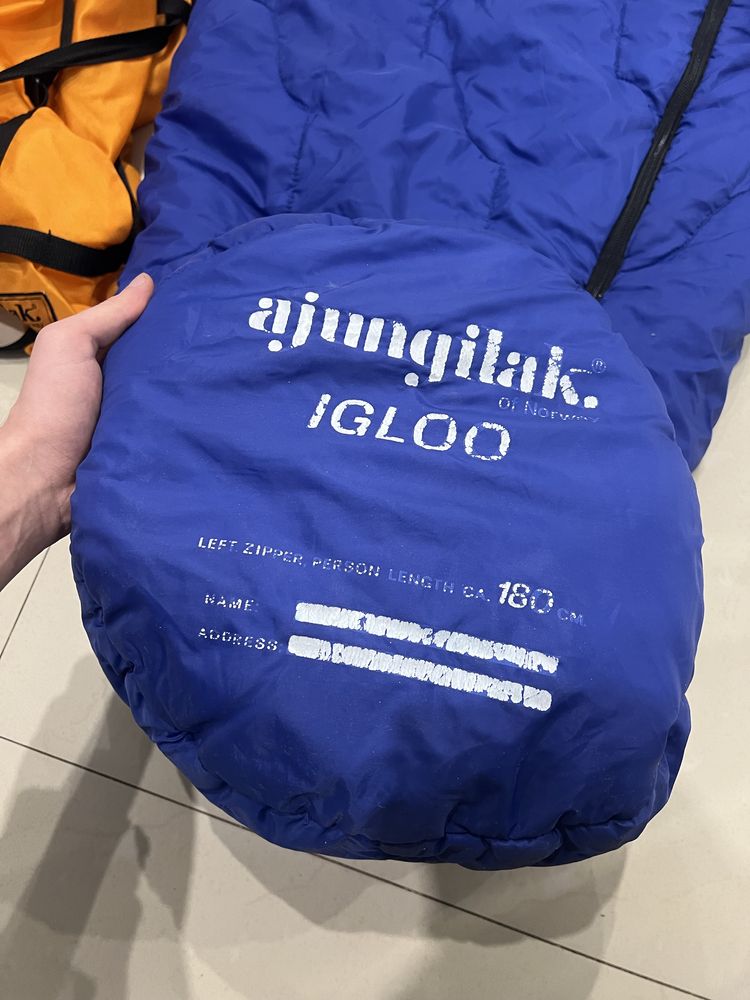 ajungilak.®
Of Norway
IGLOO
LEFT ZIPPER, PERSON LENGTH CA. 180 CM.
NAME:
ADDRESS